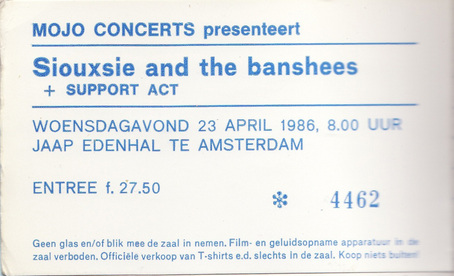 MOJO CONCERTS presenteert
Siouxsie and the banshees
+ SUPPORT ACT
WOENSDAGAVOND 23 APRIL 1986, 8.00 UUR
JAAP EDENHAL TE AMSTERDAM
ENTREE f. 27.50
* 4462
Geen glas en/of blik mee de zaal in nemen. Film- en geluidsopname apparatuur in de
zaal verboden. Officiële verkoop van T-shirts e.d. slechts in de zaal. Koop niets buiten!